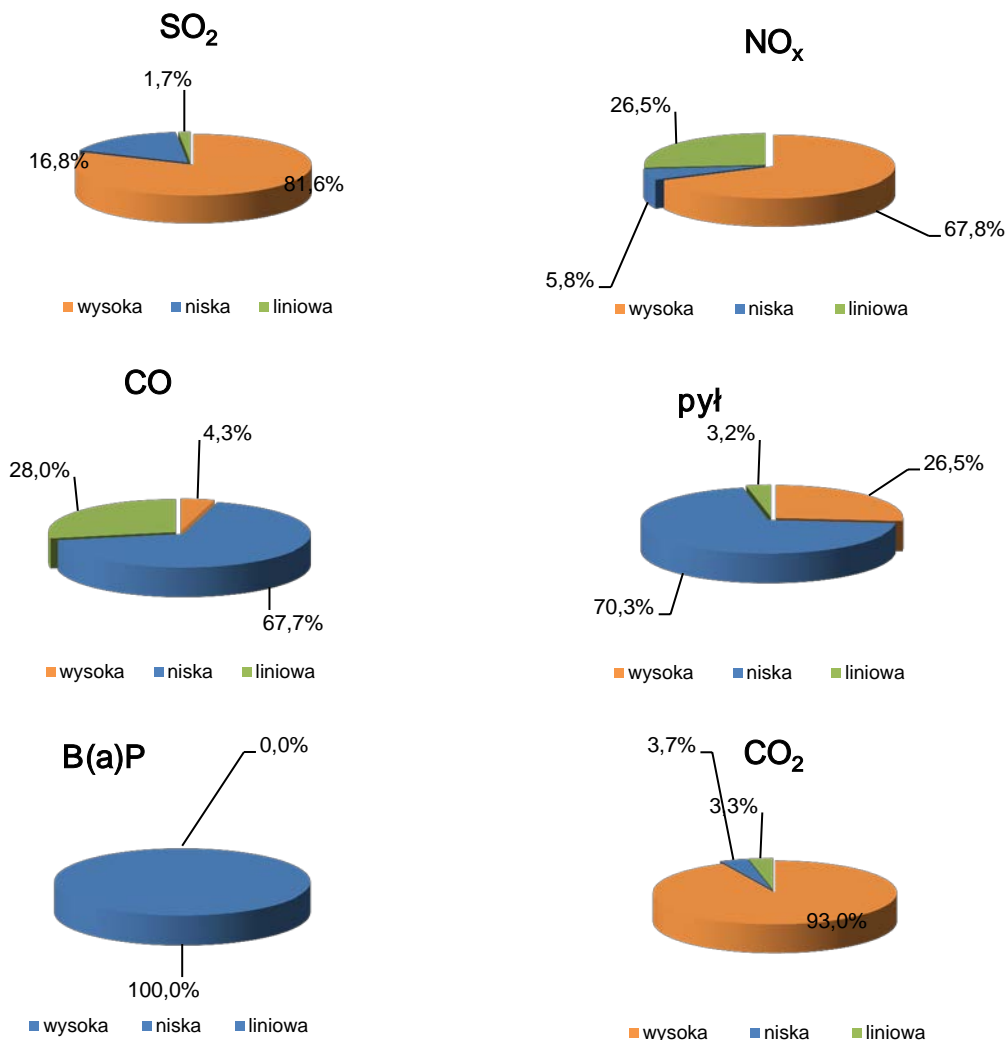 SO₂
1,7%
16,8%
81,6%
wysoka niska liniowa
NOₓ
26,5%
67,8%
5,8%
wysoka niska liniowa
CO
4,3%
28,0%
67,7%
wysoka niska liniowa
pył
3,2%
26,5%
70,3%
wysoka niska liniowa
B(a)P
0,0%
100,0%
wysoka niska liniowa
CO₂
3,7%
3,3%
93,0%
wysoka niska liniowa